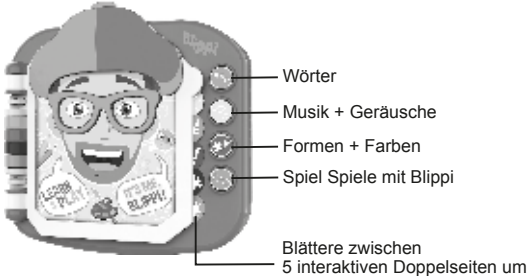 Blippi
Wörter
Musik + Geräusche
Formen + Farben
Spiel Spiele mit Blippi
LEARN
& PLAY
IT'S ME,
BLIPPI!
Blättere zwischen
5 interaktiven Doppelseiten um